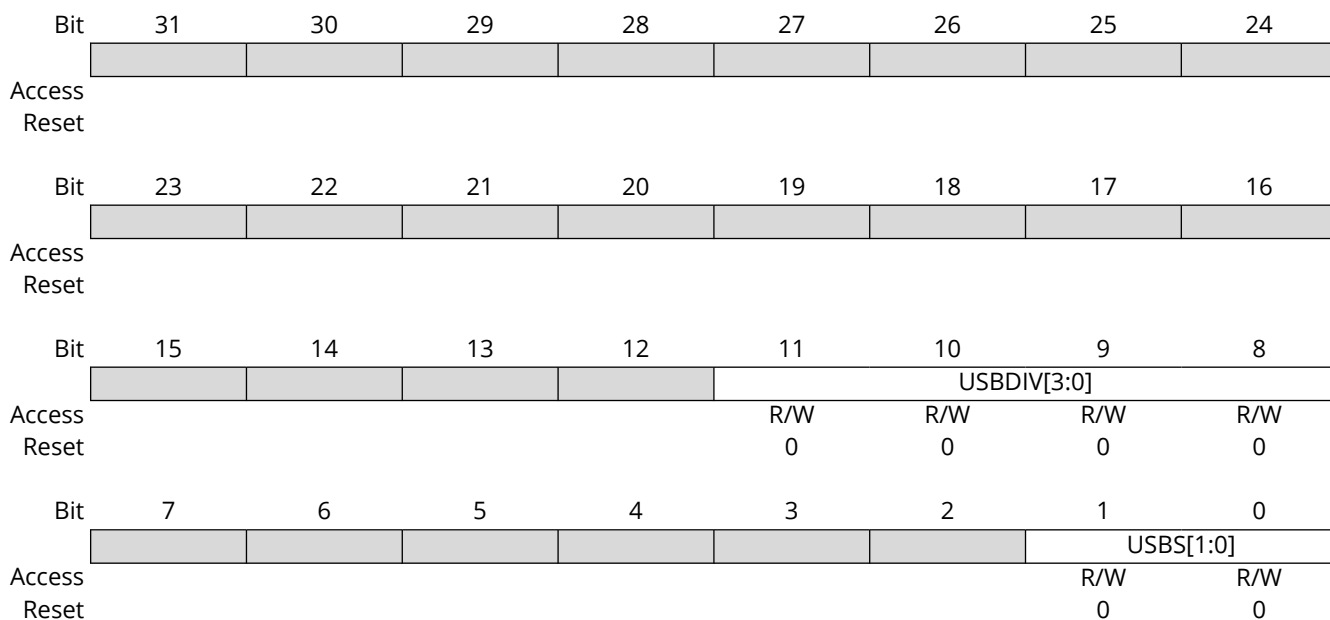 Bit 31 30 29 28 27 26 25 24
Access
Reset
Bit 23 22 21 20 19 18 17 16
Access
Reset
Bit 15 14 13 12 11 10 9 8
USBDIV[3:0]
Access R/W R/W R/W R/W
Reset 0 0 0 0
Bit 7 6 5 4 3 2 1 0
USBS[1:0]
Access R/W R/W
Reset 0 0